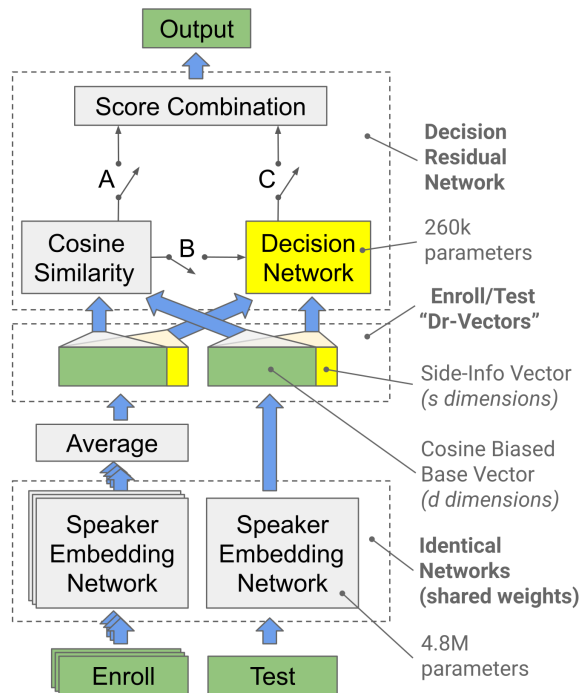 Output
Score Combination
A
C
B
Cosine
Similarity
Decision
Network
Average
Speaker
Embedding
Network
Speaker
Embedding
Network
Enroll
Test
Decision
Residual
Network
260k
parameters
Enroll/Test
“Dr-Vectors”
Side-Info Vector
(s dimensions)
Cosine Biased
Base Vector
(d dimensions)
Identical
Networks
(shared weights)
4.8M
parameters